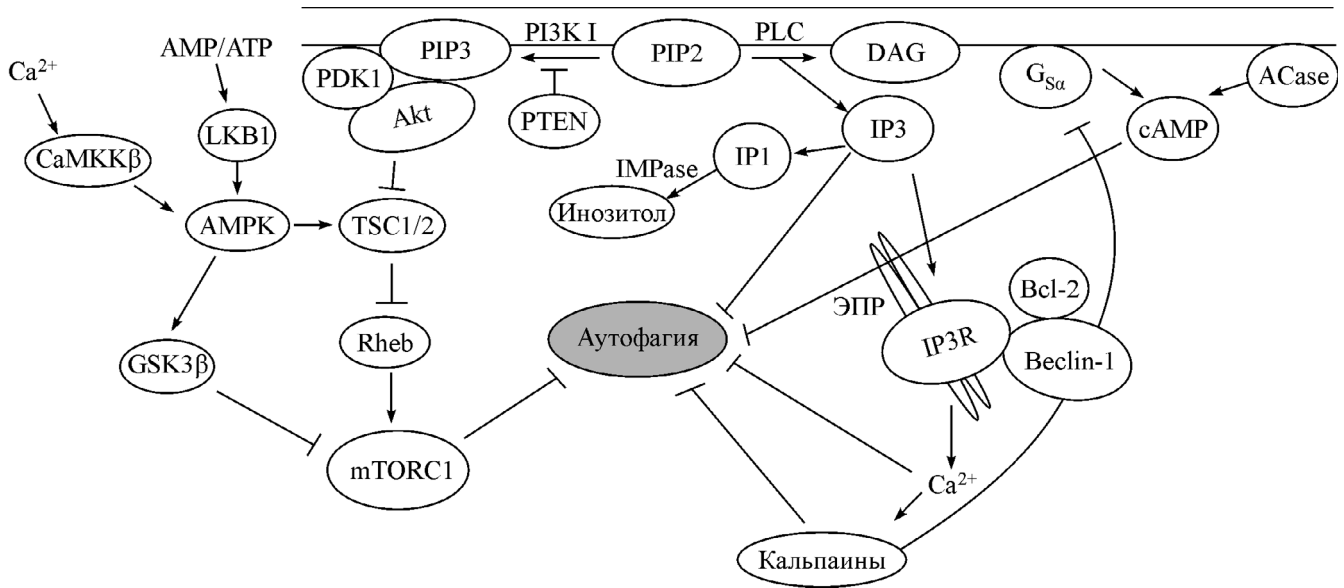 AMP/ATP
PIP3
PI3K I
PIP2
PLC
DAG
Ca²⁺
PDK1
G_Sα
ACase
Akt
PTEN
LKB1
IP3
cAMP
CaMKKβ
IP1
IMPase
AMPK
TSC1/2
Инозитол
Bcl-2
ЭПР
Rheb
Аутофагия
IP3R
Beclin-1
GSK3β
mTORC1
Ca²⁺
Кальпаины